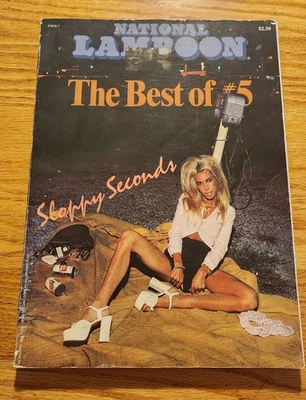 NATIONAL
$2.50
LAMPOON
The Best of #5
Sloppy Seconds